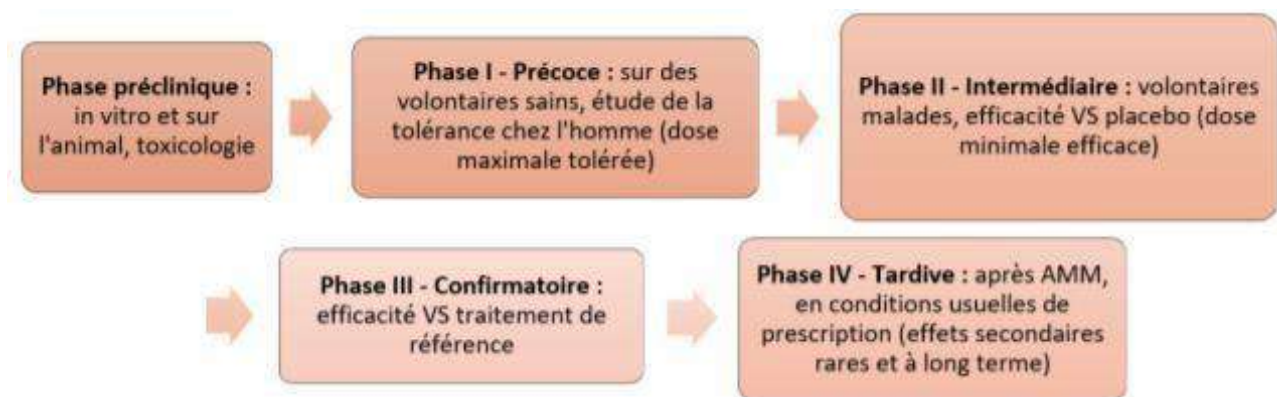 Phase préclinique :
in vitro et sur
l'animal, toxicologie
Phase I - Précoce : sur des
volontaires sains, étude de la
tolérance chez l'homme (dose
maximale tolérée)
Phase II - Intermédiaire : volontaires
malades, efficacité VS placebo (dose
minimale efficace)
Phase III - Confirmatoire :
efficacité VS traitement de
référence
Phase IV - Tardive : après AMM,
en conditions usuelles de
prescription (effets secondaires
rares et à long terme)